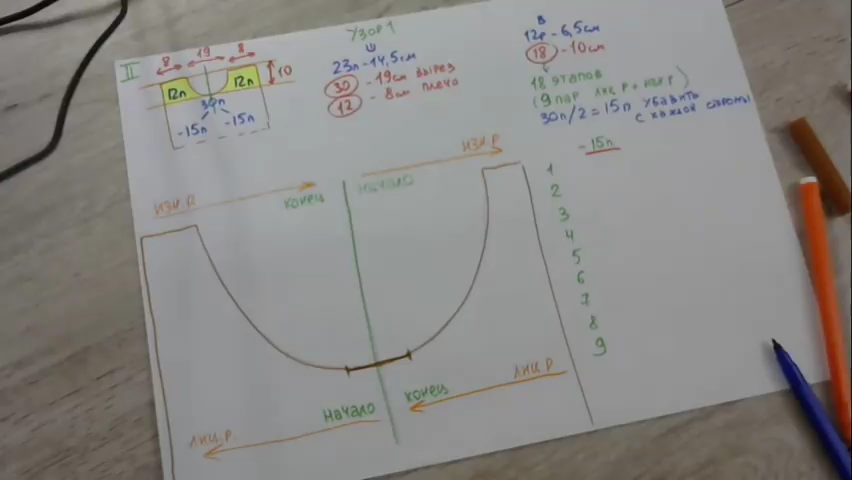 II
8 19 8
10
12п 12п
30п
-15п -15п
УЗОР 1
23п - 14,5см
30 - 19см вырез
12 - 8см плечо
В
12р - 6,5см
18 - 10см
18 этапов
(9 пар лиц р + изн р)
30п/2 = 15п убавить
с каждой стороны
-15п
1
2
3
4
5
6
7
8
9
изн. р
конец
начало
изн. р
лиц. р.
начало
конец
лиц. р